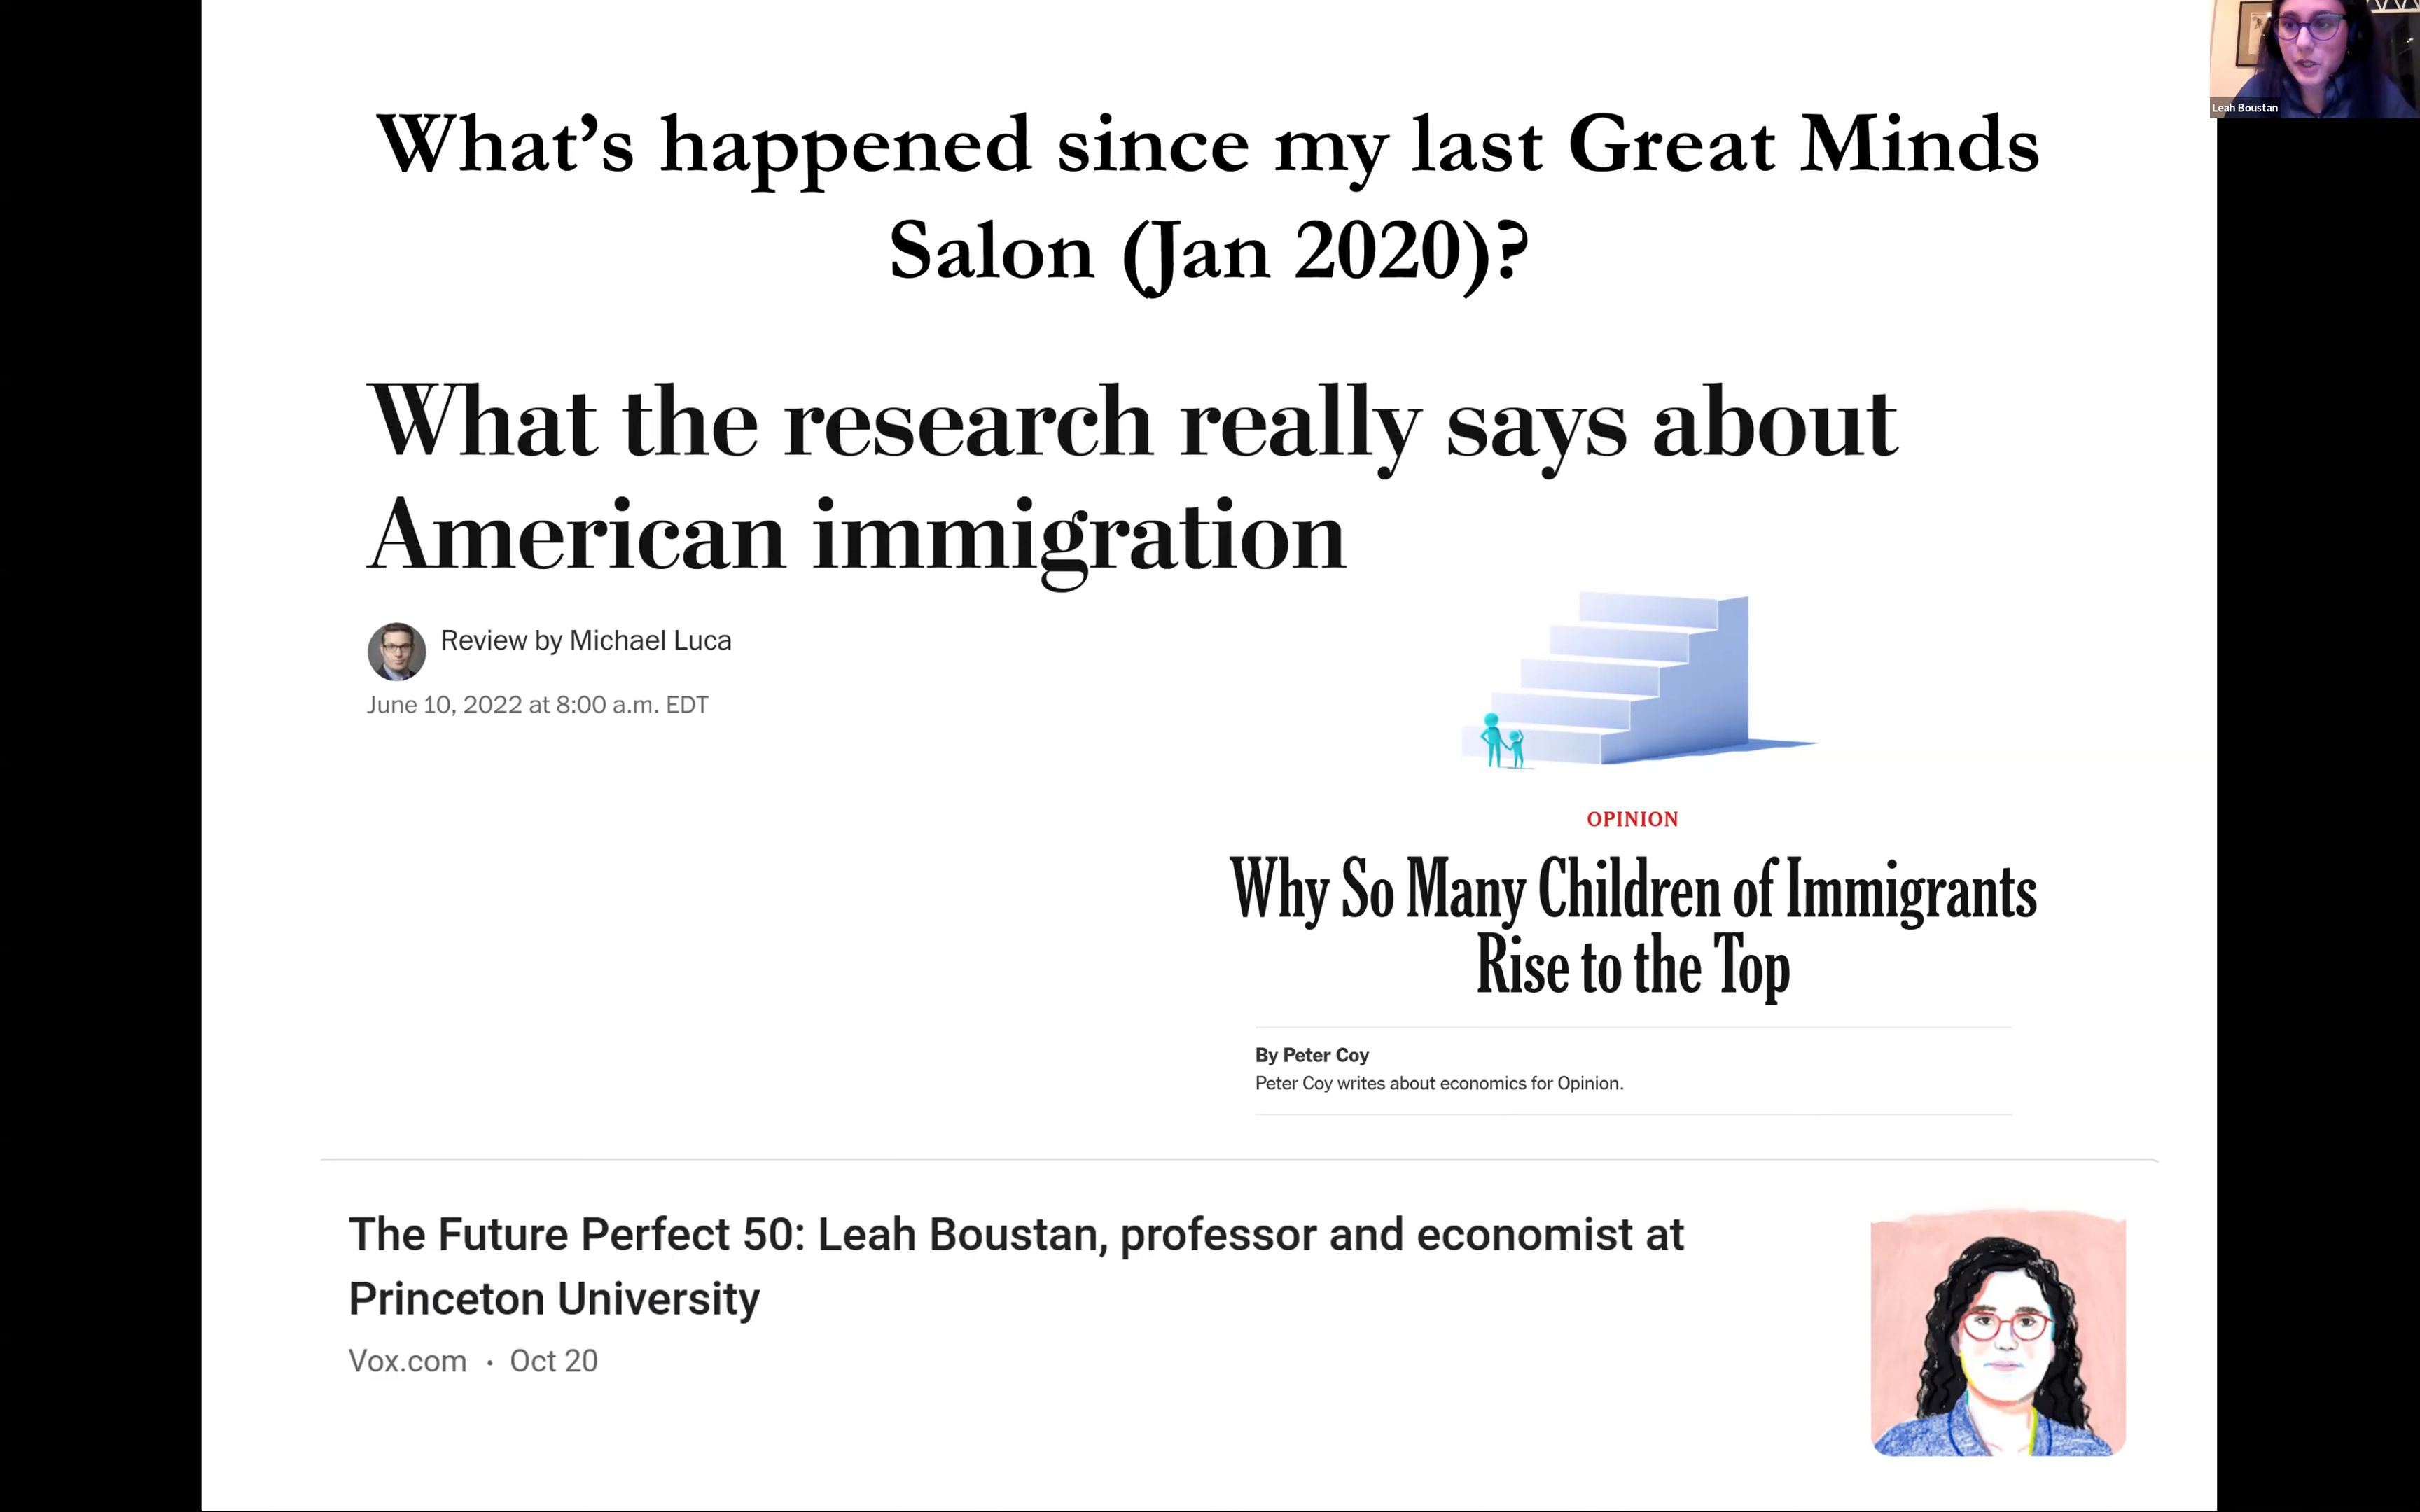 Leah Boustan
What's happened since my last Great Minds
Salon (Jan 2020)?
What the research really says about
American immigration
Review by Michael Luca
June 10, 2022 at 8:00 a.m. EDT
OPINION
Why So Many Children of Immigrants
Rise to the Top
By Peter Coy
Peter Coy writes about economics for Opinion.
The Future Perfect 50: Leah Boustan, professor and economist at
Princeton University
Vox.com · Oct 20